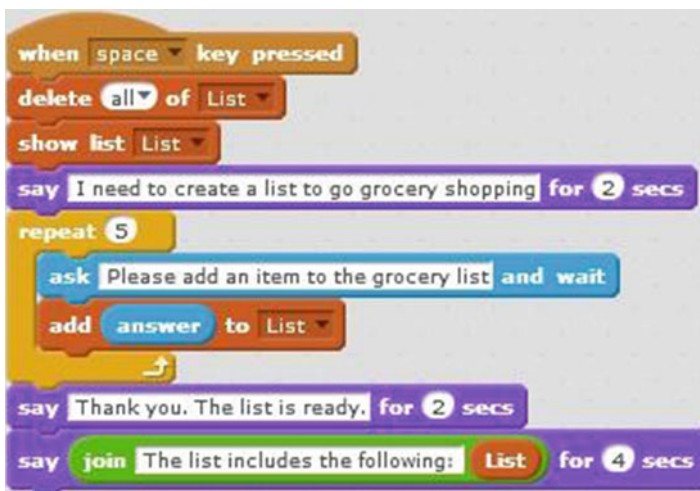 when space key pressed
delete all of List
show list List
say I need to create a list to go grocery shopping for 2 secs
repeat 5
ask Please add an item to the grocery list and wait
add answer to List
say Thank you. The list is ready. for 2 secs
say join The list includes the following: List for 4 secs